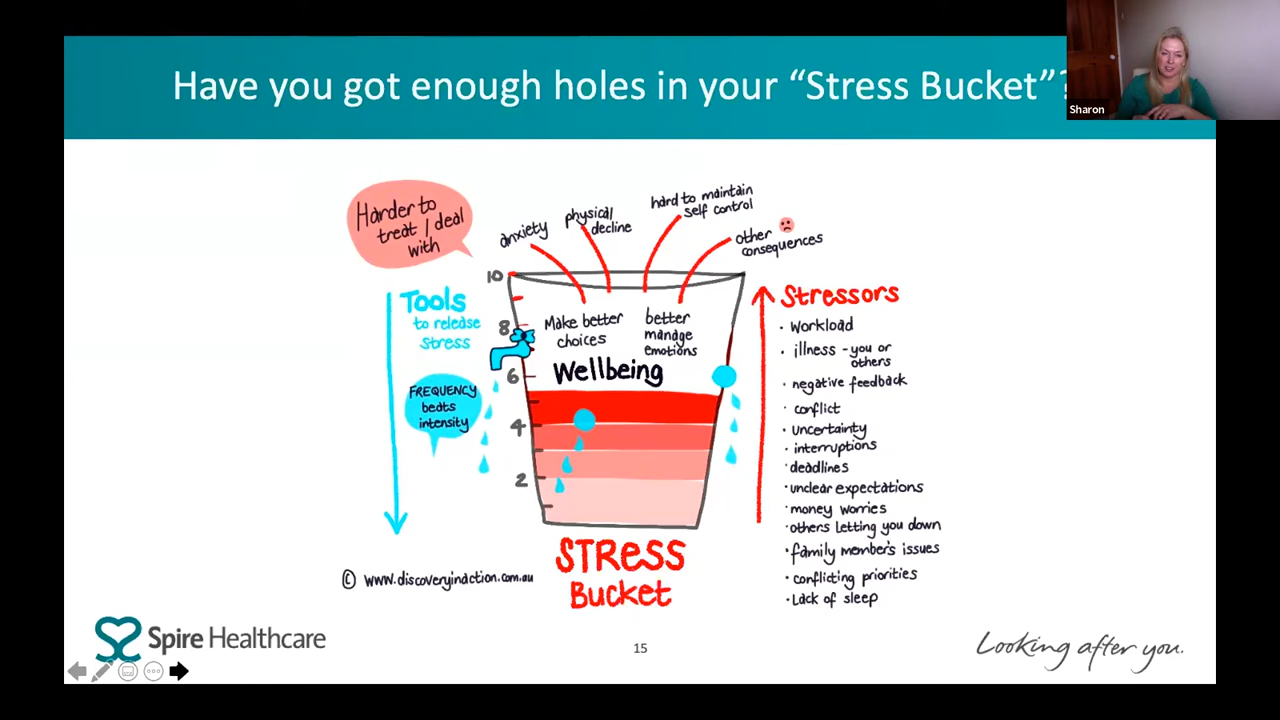 Have you got enough holes in your “Stress Bucket”?
Sharon
Harder to
treat / deal
with
anxiety
physical
decline
hard to maintain
self control
other
consequences
10
8
6
4
2
Tools
to release
stress
FREQUENCY
beats
intensity
Make better
choices
better
manage
emotions
Wellbeing
STRESS
Bucket
Stressors
· workload
· illness - you or
others
· negative feedback
· conflict
· uncertainty
· interruptions
· deadlines
· unclear expectations
· money worries
· others letting you down
· family member's issues
· conflicting priorities
· Lack of sleep
© www.discoveryinaction.com.au
Spire Healthcare
15
Looking after you.